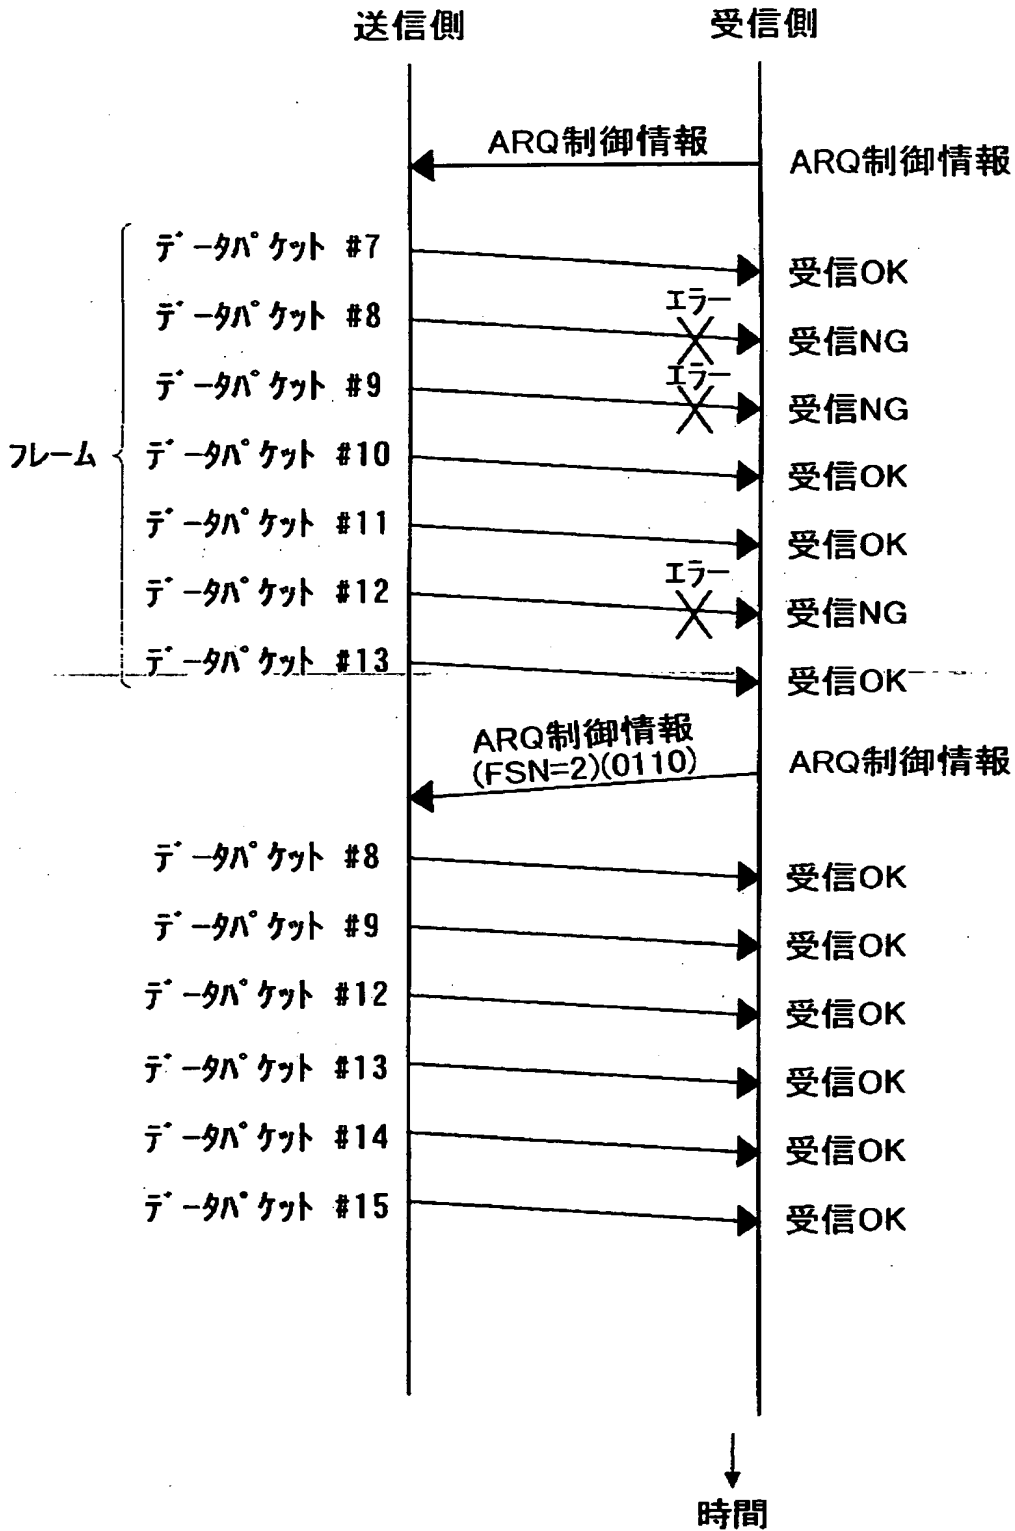 送信側 受信側
ARQ制御情報 ARQ制御情報
データパケット #7 受信OK
エラー
データパケット #8 受信NG
エラー
データパケット #9 受信NG
フレーム データパケット #10 受信OK
データパケット #11 受信OK
エラー
データパケット #12 受信NG
データパケット #13 受信OK
ARQ制御情報 ARQ制御情報
(FSN=2)(0110)
データパケット #8 受信OK
データパケット #9 受信OK
データパケット #12 受信OK
データパケット #13 受信OK
データパケット #14 受信OK
データパケット #15 受信OK
時間